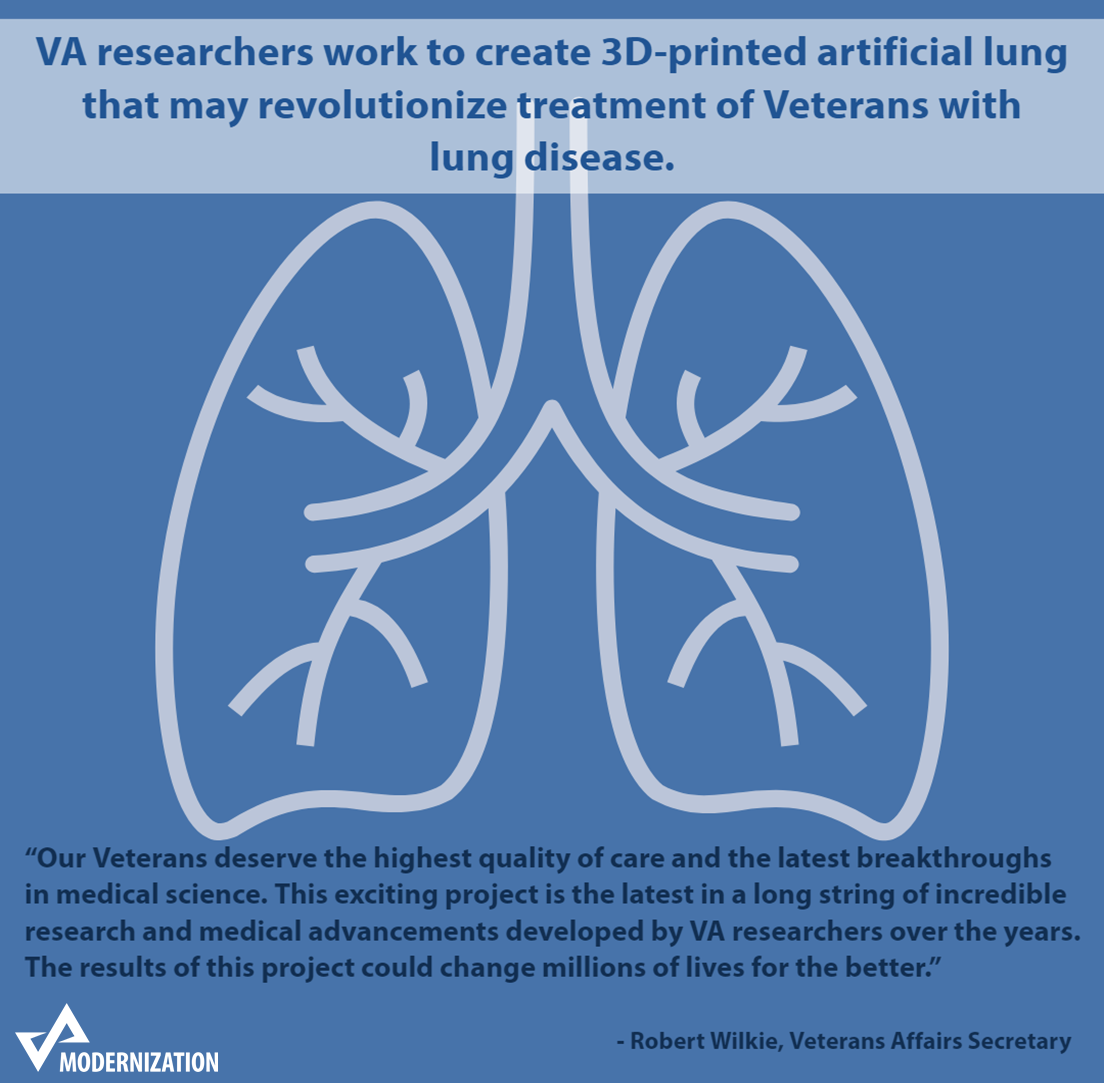 VA researchers work to create 3D-printed artificial lung
that may revolutionize treatment of Veterans with
lung disease.
“Our Veterans deserve the highest quality of care and the latest breakthroughs
in medical science. This exciting project is the latest in a long string of incredible
research and medical advancements developed by VA researchers over the years.
The results of this project could change millions of lives for the better.”
- Robert Wilkie, Veterans Affairs Secretary
VA
MODERNIZATION